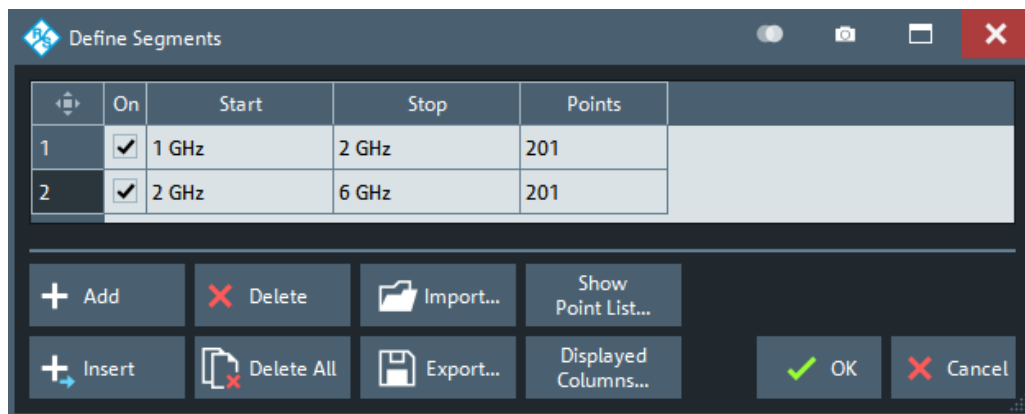 R&S Define Segments
On Start Stop Points
1 1 GHz 2 GHz 201
2 2 GHz 6 GHz 201
Add Delete Import... Show
Point List...
Insert Delete All Export... Displayed
Columns... OK Cancel